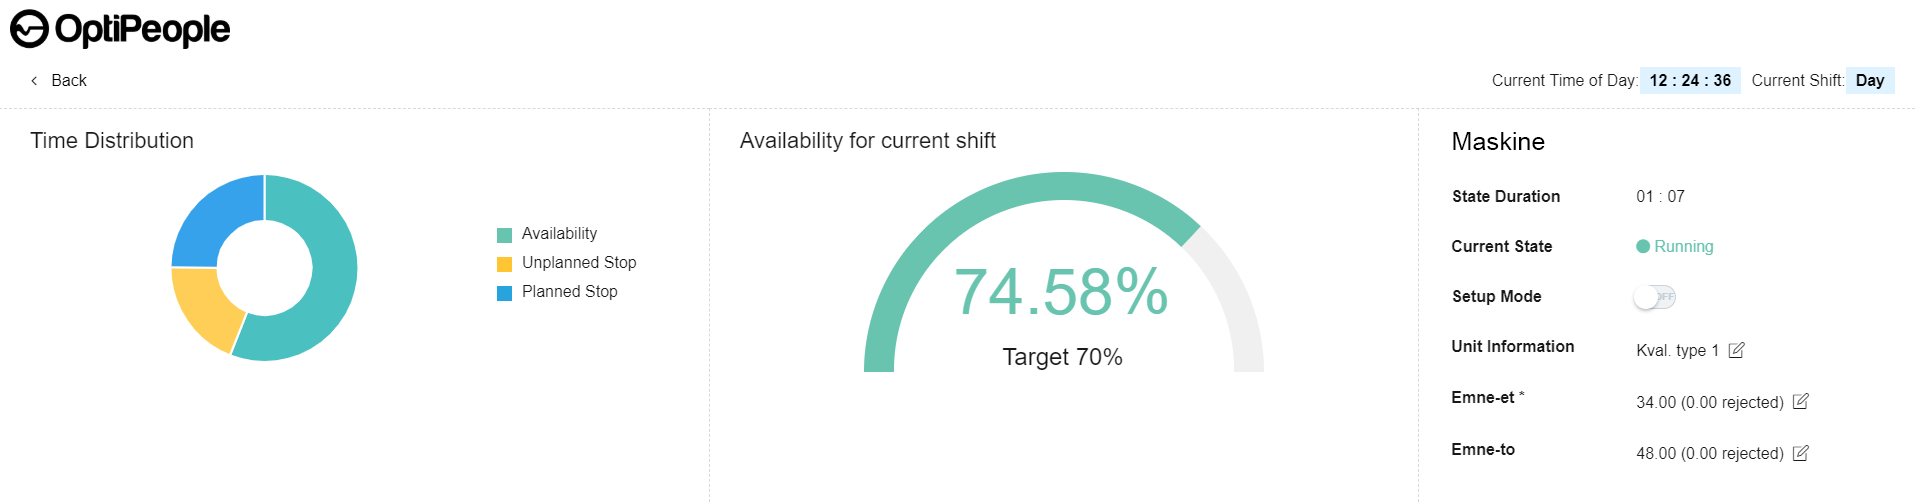 OptiPeople
Back
Current Time of Day: 12 : 24 : 36 Current Shift: Day
Time Distribution
Availability
Unplanned Stop
Planned Stop
Availability for current shift
74.58%
Target 70%
Maskine
State Duration 01 : 07
Current State Running
Setup Mode OFF
Unit Information Kval. type 1
Emne-et * 34.00 (0.00 rejected)
Emne-to 48.00 (0.00 rejected)